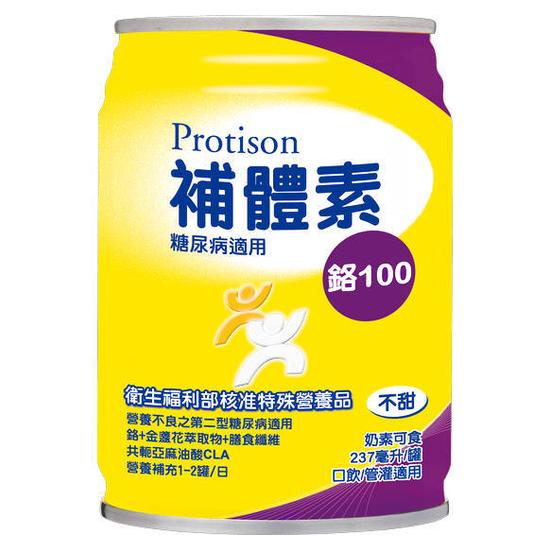 Protison
補體素
糖尿病適用
鉻100
衛生福利部核准特殊營養品
不甜
營養不良之第二型糖尿病適用
鉻+金盞花萃取物+膳食纖維
共軛亞麻油酸CLA
營養補充1-2罐/日
奶素可食
237毫升/罐
口飲/管灌適用